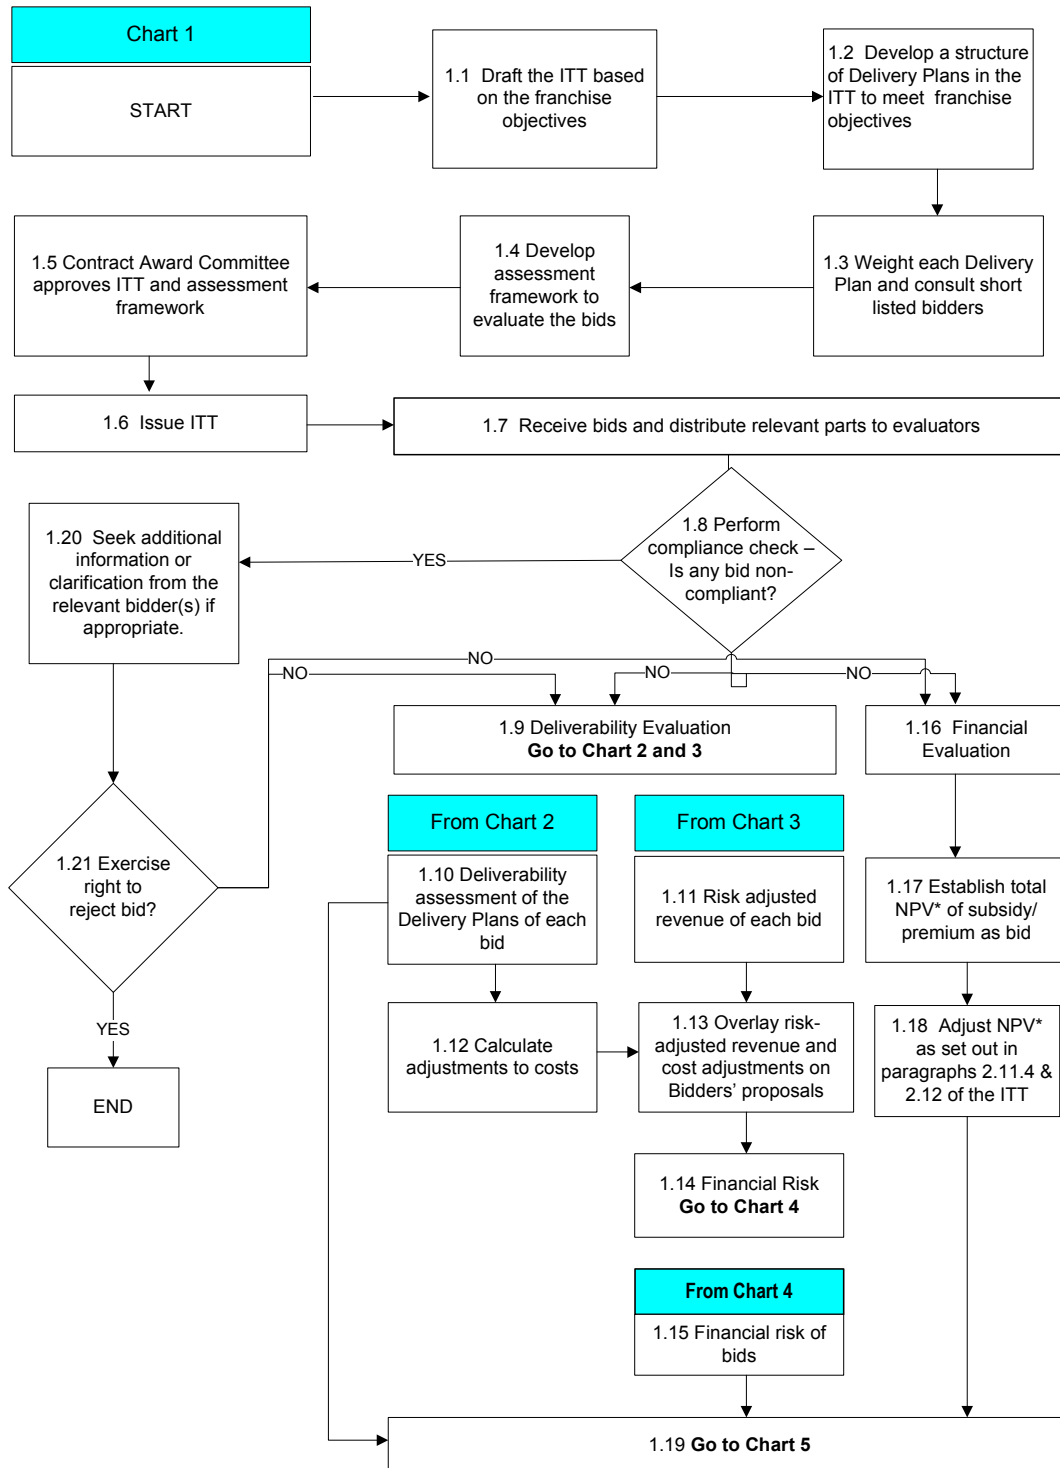 Chart 1
START
1.1 Draft the ITT based
on the franchise
objectives
1.2 Develop a structure
of Delivery Plans in the
ITT to meet franchise
objectives
1.3 Weight each Delivery
Plan and consult short
listed bidders
1.4 Develop
assessment
framework to
evaluate the bids
1.5 Contract Award Committee
approves ITT and assessment
framework
1.6 Issue ITT
1.7 Receive bids and distribute relevant parts to evaluators
1.8 Perform
compliance check –
Is any bid non-
compliant?
YES
1.20 Seek additional
information or
clarification from the
relevant bidder(s) if
appropriate.
NO
NO
NO
NO
1.9 Deliverability Evaluation
Go to Chart 2 and 3
1.16 Financial
Evaluation
1.21 Exercise
right to
reject bid?
YES
END
From Chart 2
1.10 Deliverability
assessment of the
Delivery Plans of each
bid
From Chart 3
1.11 Risk adjusted
revenue of each bid
1.17 Establish total
NPV* of subsidy/
premium as bid
1.12 Calculate
adjustments to costs
1.13 Overlay risk-
adjusted revenue and
cost adjustments on
Bidders' proposals
1.18 Adjust NPV*
as set out in
paragraphs 2.11.4 &
2.12 of the ITT
1.14 Financial Risk
Go to Chart 4
From Chart 4
1.15 Financial risk of
bids
1.19 Go to Chart 5